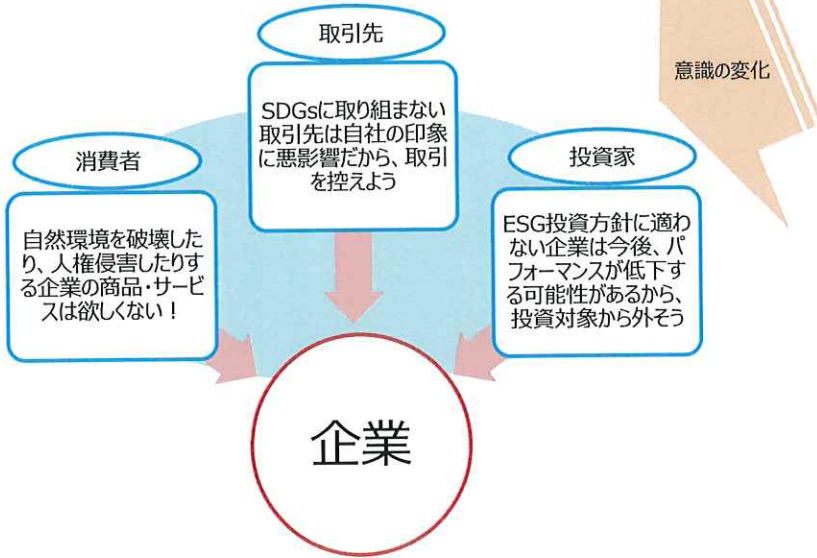 取引先
意識の変化
SDGsに取り組まない
取引先は自社の印象
に悪影響だから、取引
を控えよう
消費者
自然環境を破壊した
り、人権侵害したりす
る企業の商品・サービ
スは欲しくない！
投資家
ESG投資方針に適わ
ない企業は今後、パ
フォーマンスが低下す
る可能性があるから、
投資対象から外そう
企業